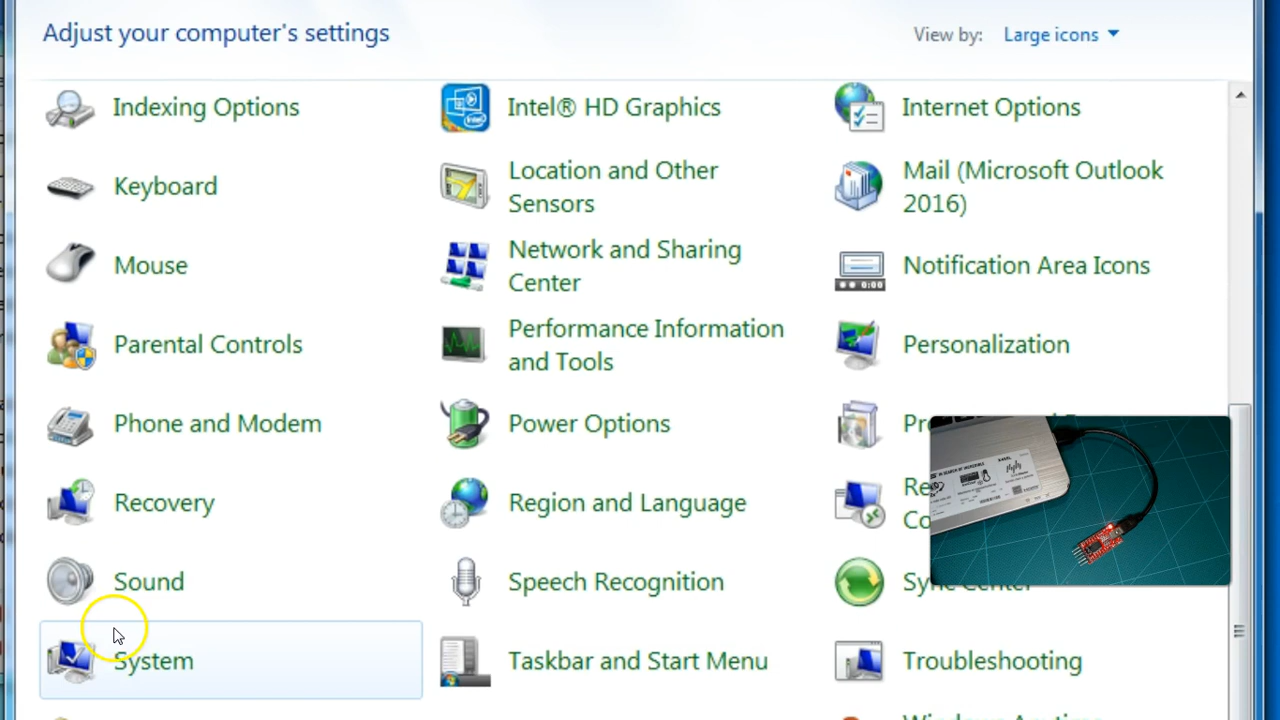 Adjust your computer's settings
View by: Large icons
Indexing Options
Intel® HD Graphics
Internet Options
Keyboard
Location and Other
Sensors
Mail (Microsoft Outlook
2016)
Mouse
Network and Sharing
Center
Notification Area Icons
Parental Controls
Performance Information
and Tools
Personalization
Phone and Modem
Power Options
Recovery
Region and Language
Sound
Speech Recognition
Sync Center
System
Taskbar and Start Menu
Troubleshooting